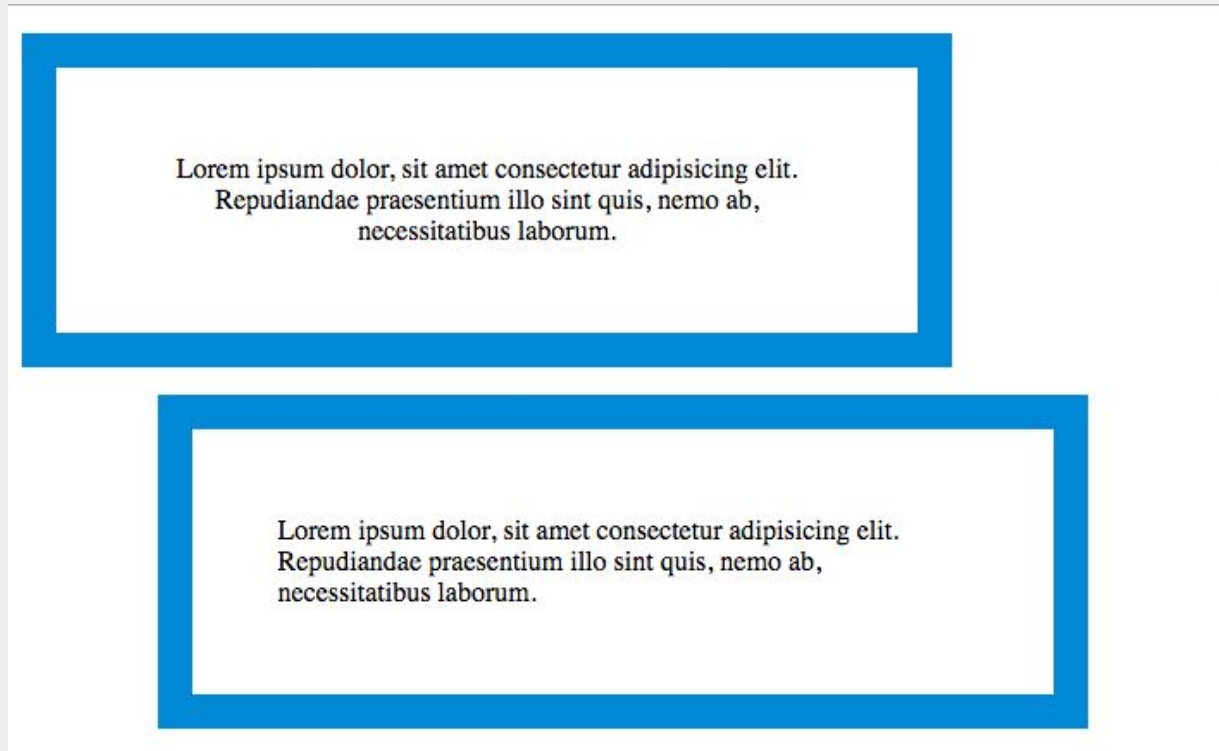 Lorem ipsum dolor, sit amet consectetur adipisicing elit.
Repudiandae praesentium illo sint quis, nemo ab,
necessitatibus laborum.
Lorem ipsum dolor, sit amet consectetur adipisicing elit.
Repudiandae praesentium illo sint quis, nemo ab,
necessitatibus laborum.